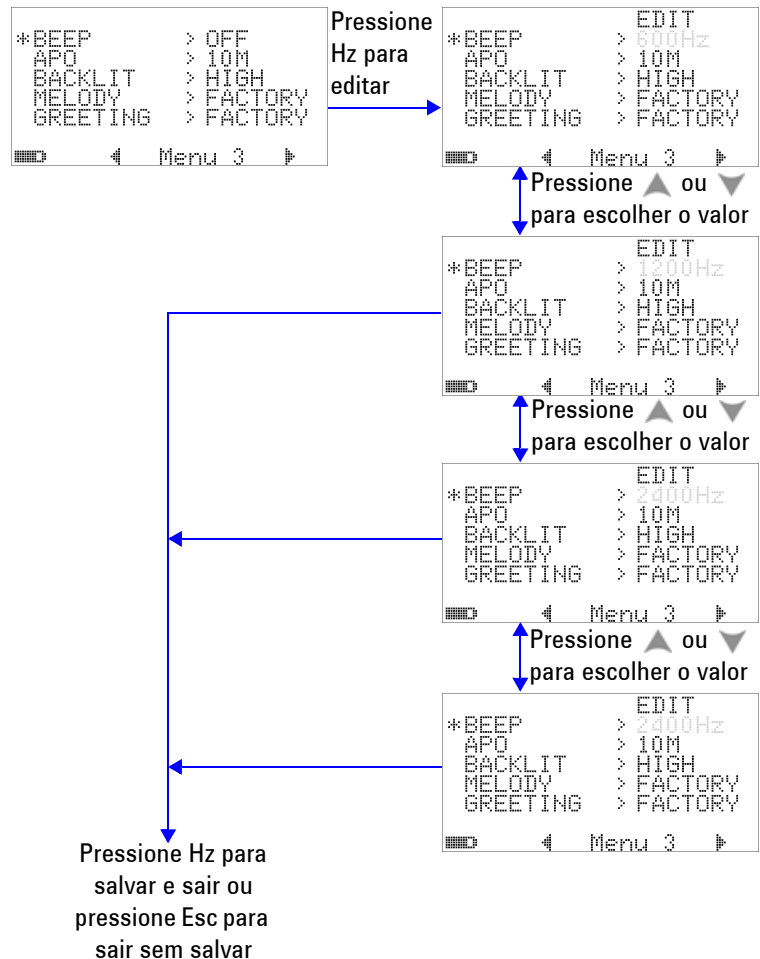 *BEEP > OFF
APO > 10M
BACKLIT > HIGH
MELODY > FACTORY
GREETING > FACTORY
Menu 3
Pressione
Hz para
editar
EDIT
*BEEP > 600Hz
APO > 10M
BACKLIT > HIGH
MELODY > FACTORY
GREETING > FACTORY
Menu 3
Pressione ou
para escolher o valor
EDIT
*BEEP > 1200Hz
APO > 10M
BACKLIT > HIGH
MELODY > FACTORY
GREETING > FACTORY
Menu 3
Pressione ou
para escolher o valor
EDIT
*BEEP > 2400Hz
APO > 10M
BACKLIT > HIGH
MELODY > FACTORY
GREETING > FACTORY
Menu 3
Pressione ou
para escolher o valor
EDIT
*BEEP > 2400Hz
APO > 10M
BACKLIT > HIGH
MELODY > FACTORY
GREETING > FACTORY
Menu 3
Pressione Hz para
salvar e sair ou
pressione Esc para
sair sem salvar